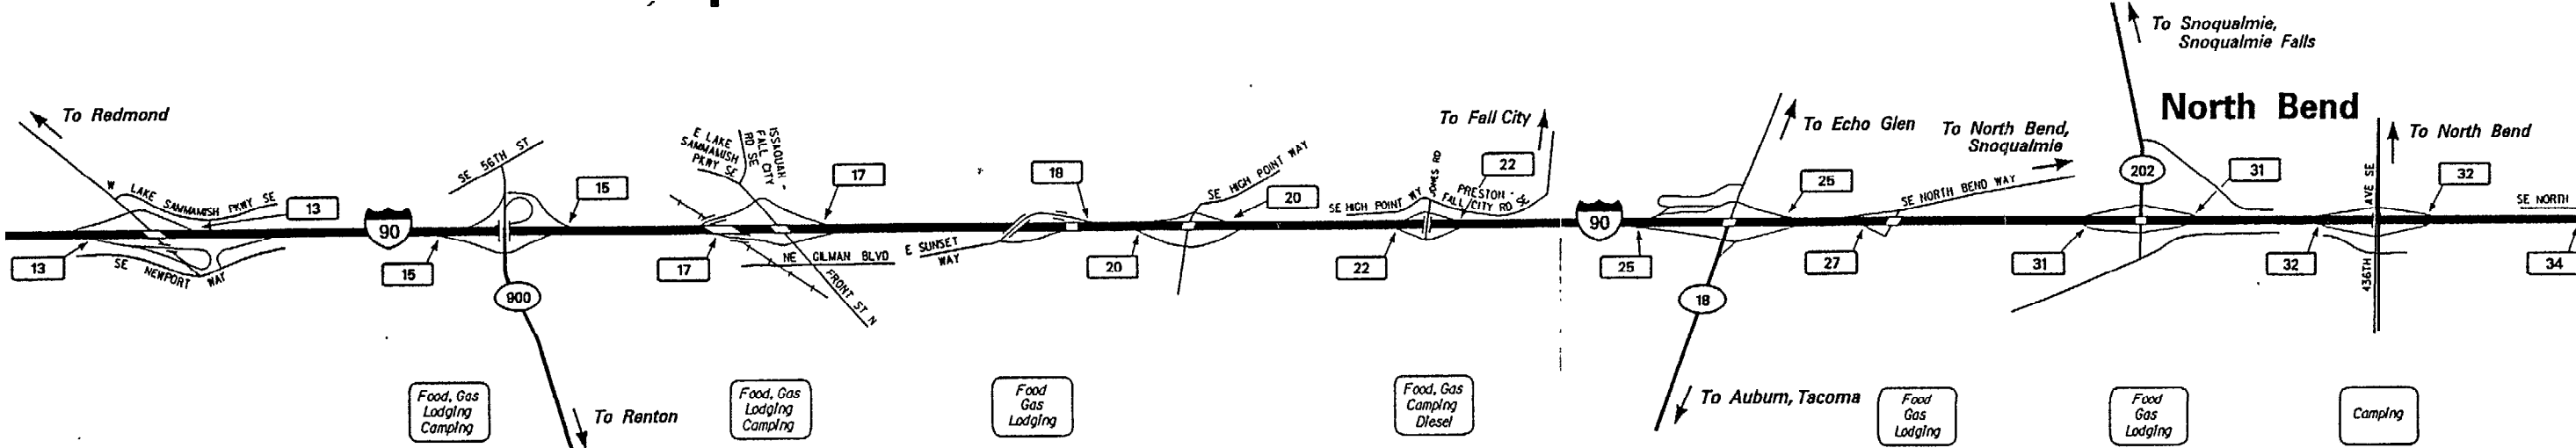 To Redmond
W LAKE SAMMAMISH PKWY SE
13
13
SE NEWPORT WAY
90
SE 56TH ST
15
15
900
To Renton
Food, Gas
Lodging
Camping
E LAKE
SAMMAMISH
PKWY SE
ISSAQUAH -
FALL CITY
RD SE
17
17
NE GILMAN BLVD
FRONT ST N
Food, Gas
Lodging
Camping
E SUNSET
WAY
18
Food
Gas
Lodging
SE HIGH POINT WAY
20
20
To Fall City
SE HIGH POINT WY
JONES RD
PRESTON -
FALL CITY RD SE
22
22
Food, Gas
Camping
Diesel
90
To Echo Glen
25
25
18
To Auburn, Tacoma
To North Bend,
Snoqualmie
SE NORTH BEND WAY
27
Food
Gas
Lodging
To Snoqualmie,
Snoqualmie Falls
North Bend
202
31
31
Food
Gas
Lodging
To North Bend
436TH AVE SE
32
32
Camping
SE NORTH
34